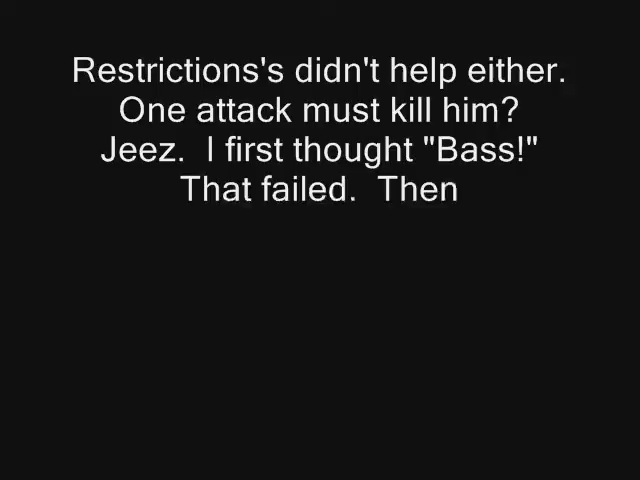 Restrictions's didn't help either.
One attack must kill him?
Jeez.  I first thought "Bass!"
That failed.  Then